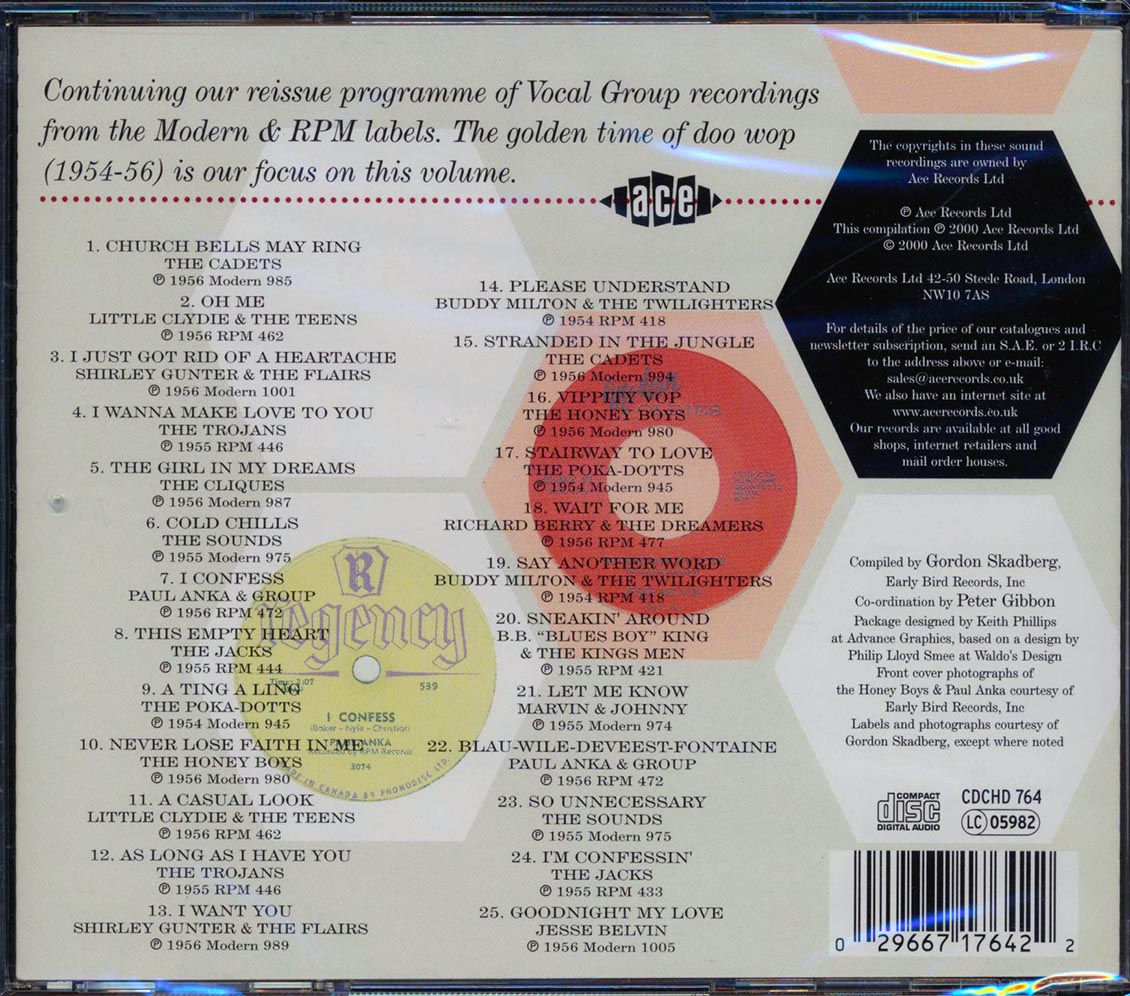 Continuing our reissue programme of Vocal Group recordings
from the Modern & RPM labels. The golden time of doo wop
(1954-56) is our focus on this volume.
ace
1. CHURCH BELLS MAY RING
THE CADETS
℗ 1956 Modern 985
2. OH ME
LITTLE CLYDIE & THE TEENS
℗ 1956 RPM 462
3. I JUST GOT RID OF A HEARTACHE
SHIRLEY GUNTER & THE FLAIRS
℗ 1956 Modern 1001
4. I WANNA MAKE LOVE TO YOU
THE TROJANS
℗ 1955 RPM 446
5. THE GIRL IN MY DREAMS
THE CLIQUES
℗ 1956 Modern 987
6. COLD CHILLS
THE SOUNDS
℗ 1955 Modern 975
7. I CONFESS
PAUL ANKA & GROUP
℗ 1956 RPM 472
8. THIS EMPTY HEART
THE JACKS
℗ 1955 RPM 444
9. A TING A LING
THE POKA-DOTTS
℗ 1954 Modern 945
10. NEVER LOSE FAITH IN ME
THE HONEY BOYS
℗ 1956 Modern 980
11. A CASUAL LOOK
LITTLE CLYDIE & THE TEENS
℗ 1956 RPM 462
12. AS LONG AS I HAVE YOU
THE TROJANS
℗ 1955 RPM 446
13. I WANT YOU
SHIRLEY GUNTER & THE FLAIRS
℗ 1956 Modern 989
14. PLEASE UNDERSTAND
BUDDY MILTON & THE TWILIGHTERS
℗ 1954 RPM 418
15. STRANDED IN THE JUNGLE
THE CADETS
℗ 1956 Modern 994
16. VIPPITY VOP
THE HONEY BOYS
℗ 1956 Modern 980
17. STAIRWAY TO LOVE
THE POKA-DOTTS
℗ 1954 Modern 945
18. WAIT FOR ME
RICHARD BERRY & THE DREAMERS
℗ 1956 RPM 477
19. SAY ANOTHER WORD
BUDDY MILTON & THE TWILIGHTERS
℗ 1954 RPM 418
20. SNEAKIN' AROUND
B.B. “BLUES BOY” KING
& THE KINGS MEN
℗ 1955 RPM 421
21. LET ME KNOW
MARVIN & JOHNNY
℗ 1955 Modern 974
22. BLAU-WILE-DEVEEST-FONTAINE
PAUL ANKA & GROUP
℗ 1956 RPM 472
23. SO UNNECESSARY
THE SOUNDS
℗ 1955 Modern 975
24. I'M CONFESSIN'
THE JACKS
℗ 1955 RPM 433
25. GOODNIGHT MY LOVE
JESSE BELVIN
℗ 1956 Modern 1005
R
Regency
Time: 2:07
539
I CONFESS
(Baker - Nyle - Christian)
PAUL ANKA
Recorded by RPM Records
3074
MADE IN CANADA BY PHONODISC LTD.
The copyrights in these sound
recordings are owned by
Ace Records Ltd
℗ Ace Records Ltd
This compilation ℗ 2000 Ace Records Ltd
© 2000 Ace Records Ltd
Ace Records Ltd 42-50 Steele Road, London
NW10 7AS
For details of the price of our catalogues and
newsletter subscription, send an S.A.E. or 2 I.R.C
to the address above or e-mail:
sales@acerecords.co.uk
We also have an internet site at
www.acerecords.co.uk
Our records are available at all good
shops, internet retailers and
mail order houses.
Compiled by Gordon Skadberg,
Early Bird Records, Inc
Co-ordination by Peter Gibbon
Package designed by Keith Phillips
at Advance Graphics, based on a design by
Philip Lloyd Smee at Waldo's Design
Front cover photographs of
the Honey Boys & Paul Anka courtesy of
Early Bird Records, Inc
Labels and photographs courtesy of
Gordon Skadberg, except where noted
COMPACT
disc
DIGITAL AUDIO
CDCHD 764
LC 05982
0 29667 17642 2